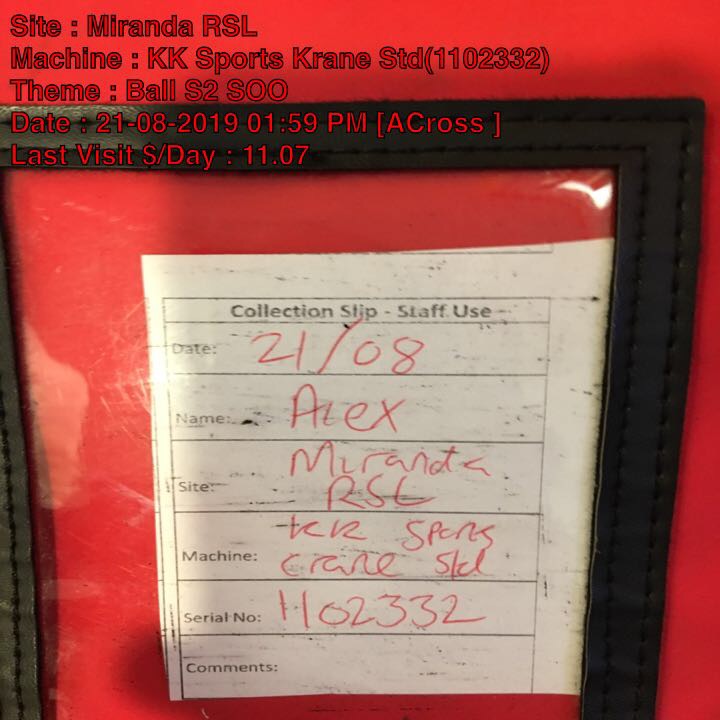 Site : Miranda RSL
Machine : KK Sports Krane Std(1102332)
Theme : Ball S2 SOO
Date : 21-08-2019 01:59 PM [ACross ]
Last Visit $/Day : 11.07
Collection Slip - Staff Use
Date: 21/08
Name: Alex
Site: Miranda
RSL
Machine: KK Sports
Crane Std
Serial No: 1102332
Comments: